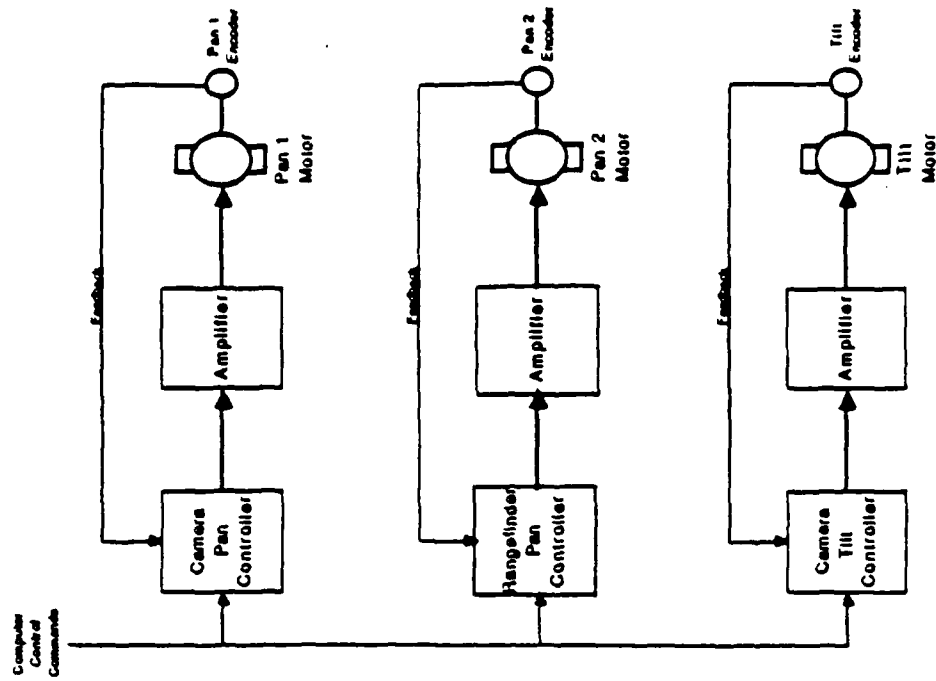 Computer
Control
Commands
Camera
Pan
Controller
Amplifier
Pan 1
Motor
Pan 1
Encoder
Feedback
Rangefinder
Pan
Controller
Amplifier
Pan 2
Motor
Pan 2
Encoder
Feedback
Camera
Tilt
Controller
Amplifier
Tilt
Motor
Tilt
Encoder
Feedback